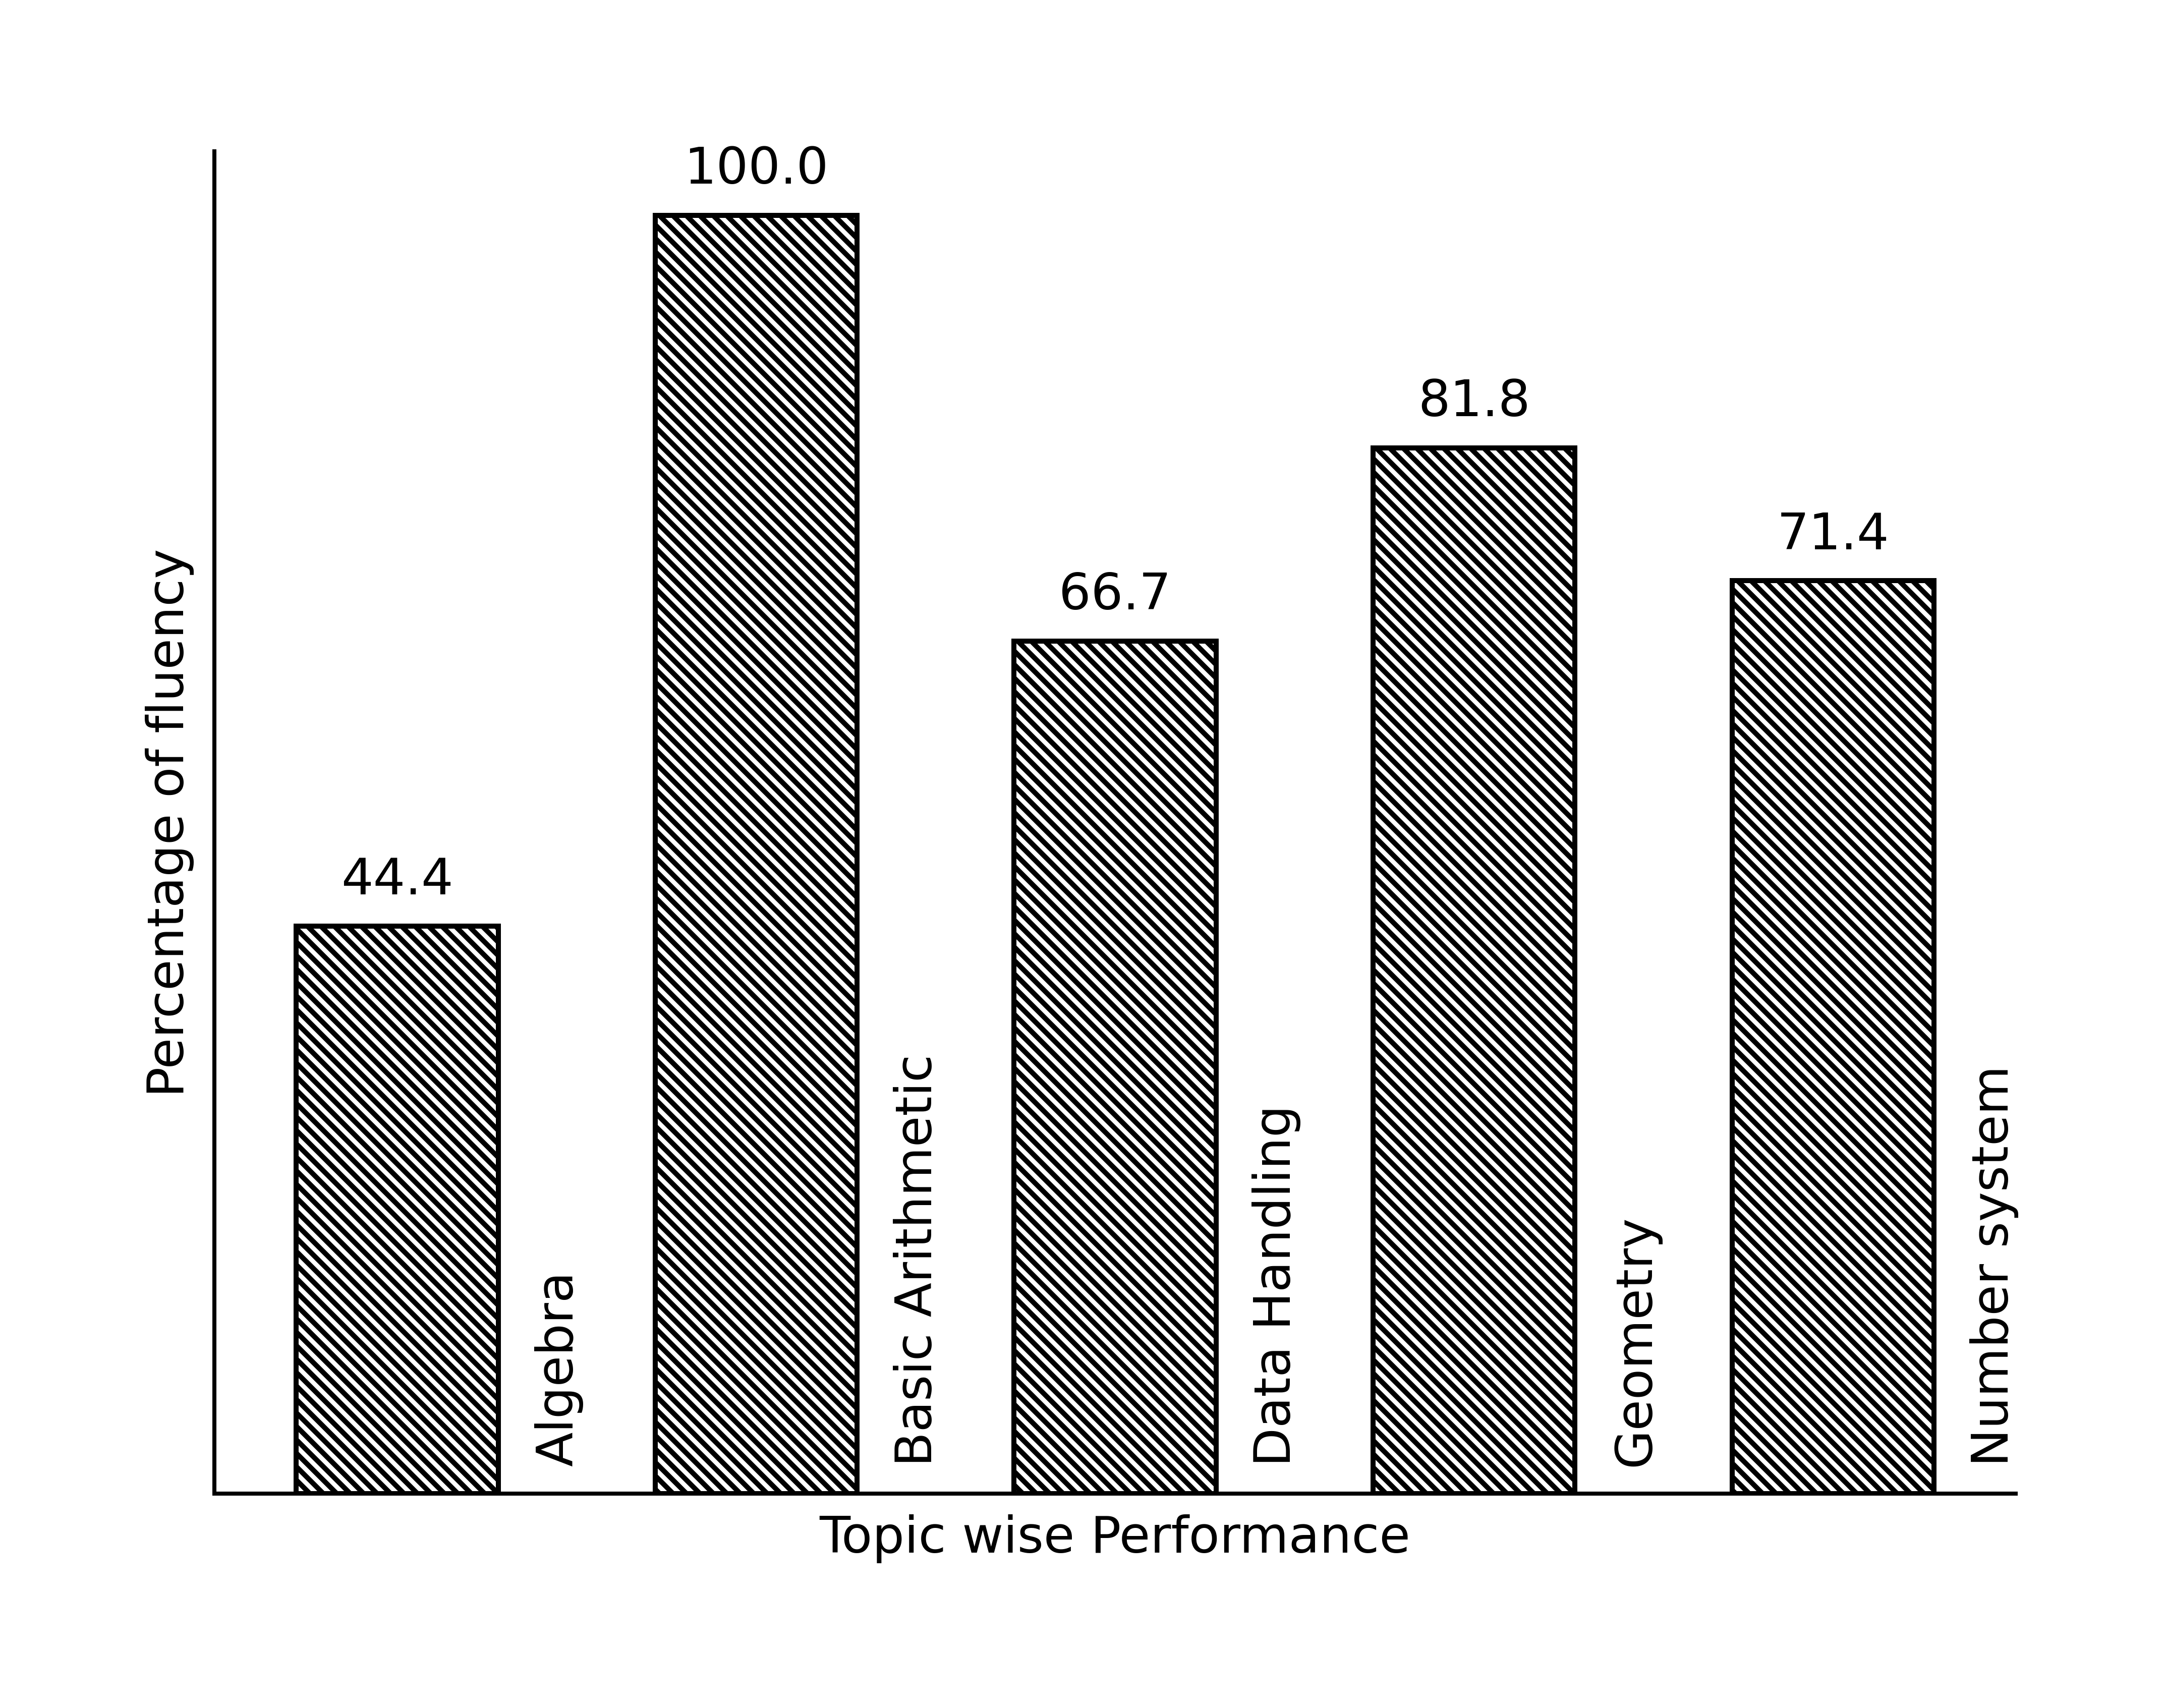 100.0
81.8
71.4
66.7
44.4
Percentage of fluency
Algebra
Basic Arithmetic
Data Handling
Geometry
Number system
Topic wise Performance